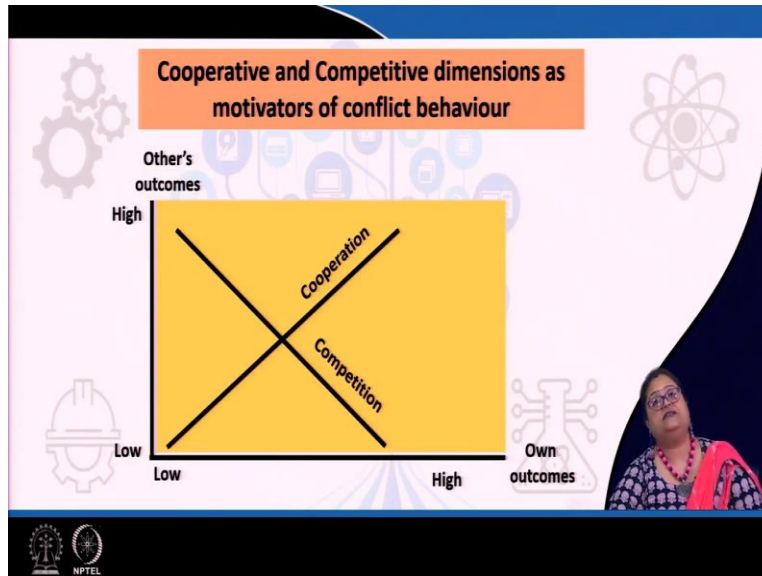 Cooperative and Competitive dimensions as
motivators of conflict behaviour
Other's
outcomes
High
Cooperation
Competition
Low
Low
High
Own
outcomes
NPTEL